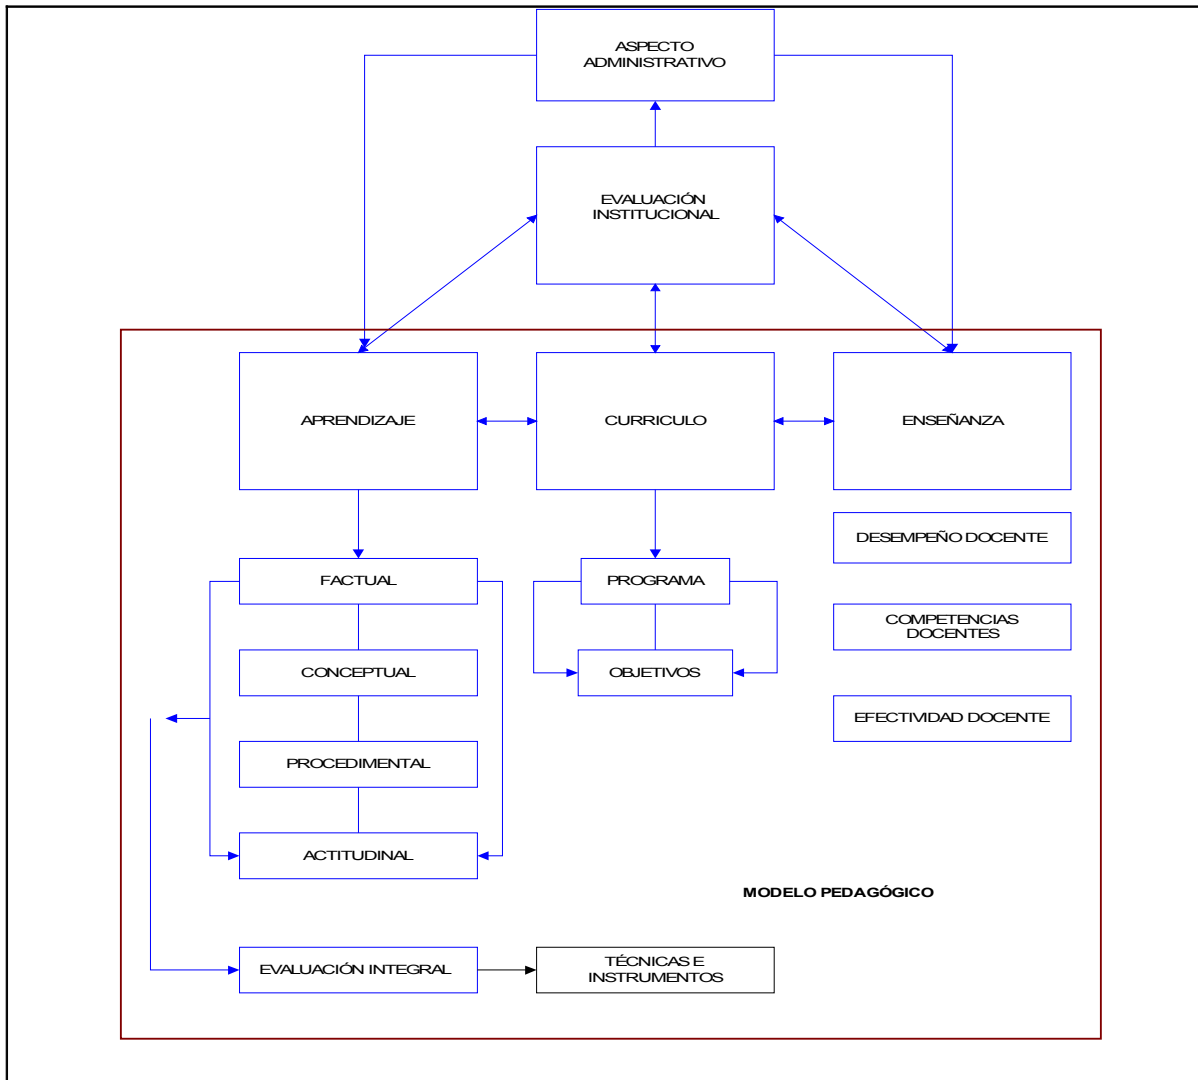 ASPECTO
ADMINISTRATIVO
EVALUACIÓN
INSTITUCIONAL
APRENDIZAJE
CURRICULO
ENSEÑANZA
DESEMPEÑO DOCENTE
FACTUAL
PROGRAMA
COMPETENCIAS
DOCENTES
CONCEPTUAL
OBJETIVOS
EFECTIVIDAD DOCENTE
PROCEDIMENTAL
ACTITUDINAL
MODELO PEDAGÓGICO
EVALUACIÓN INTEGRAL
TÉCNICAS E
INSTRUMENTOS